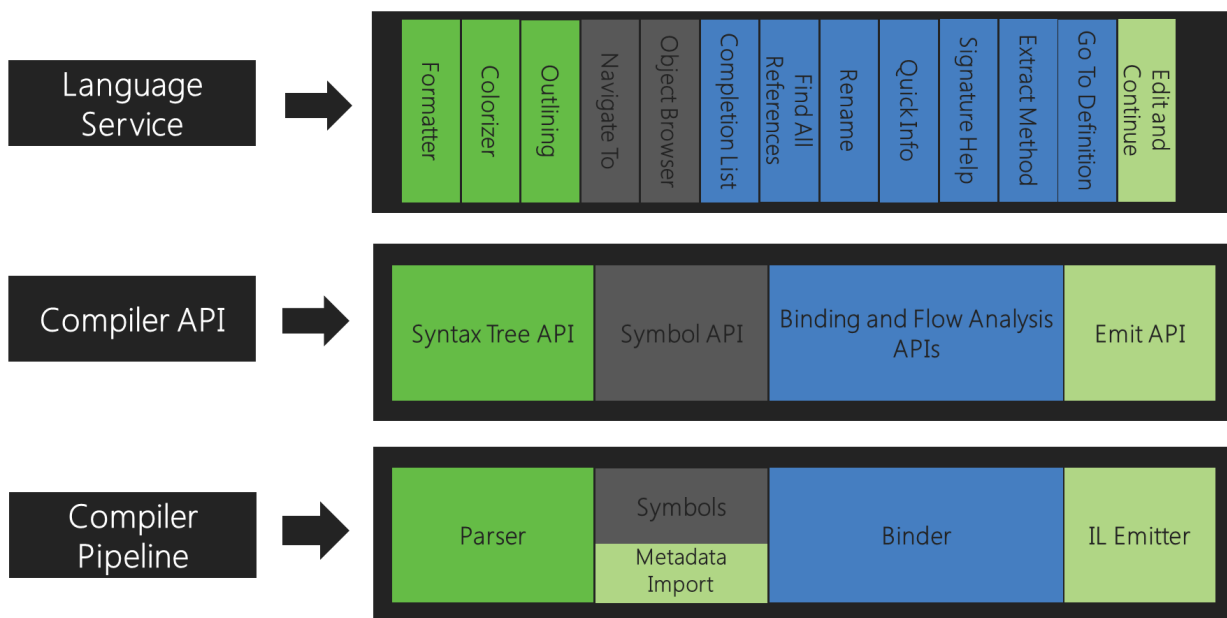 Language
Service
Formatter
Colorizer
Outlining
Navigate To
Object Browser
Completion List
Find All
References
Rename
Quick Info
Signature Help
Extract Method
Go To Definition
Edit and
Continue
Compiler API
Syntax Tree API
Symbol API
Binding and Flow Analysis
APIs
Emit API
Compiler
Pipeline
Parser
Symbols
Metadata
Import
Binder
IL Emitter